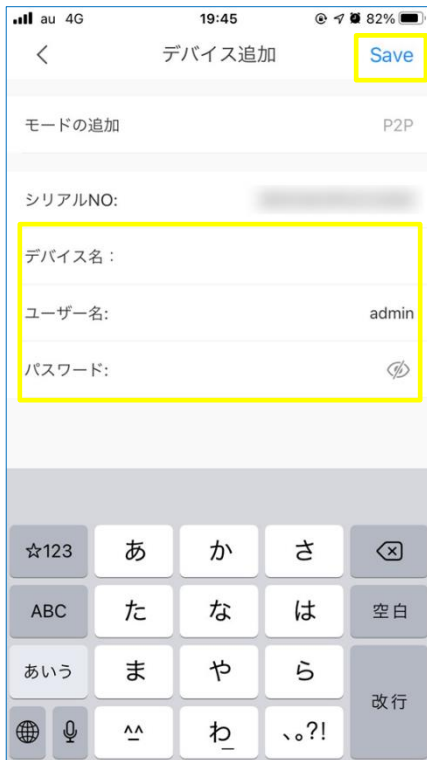 au 4G 19:45 82%
デバイス追加 Save
モードの追加 P2P
シリアルNO:
デバイス名：
ユーザー名: admin
パスワード:
☆123 あ か さ
ABC た な は 空白
あいう ま や ら
改行
^^ わ_ 、。?!